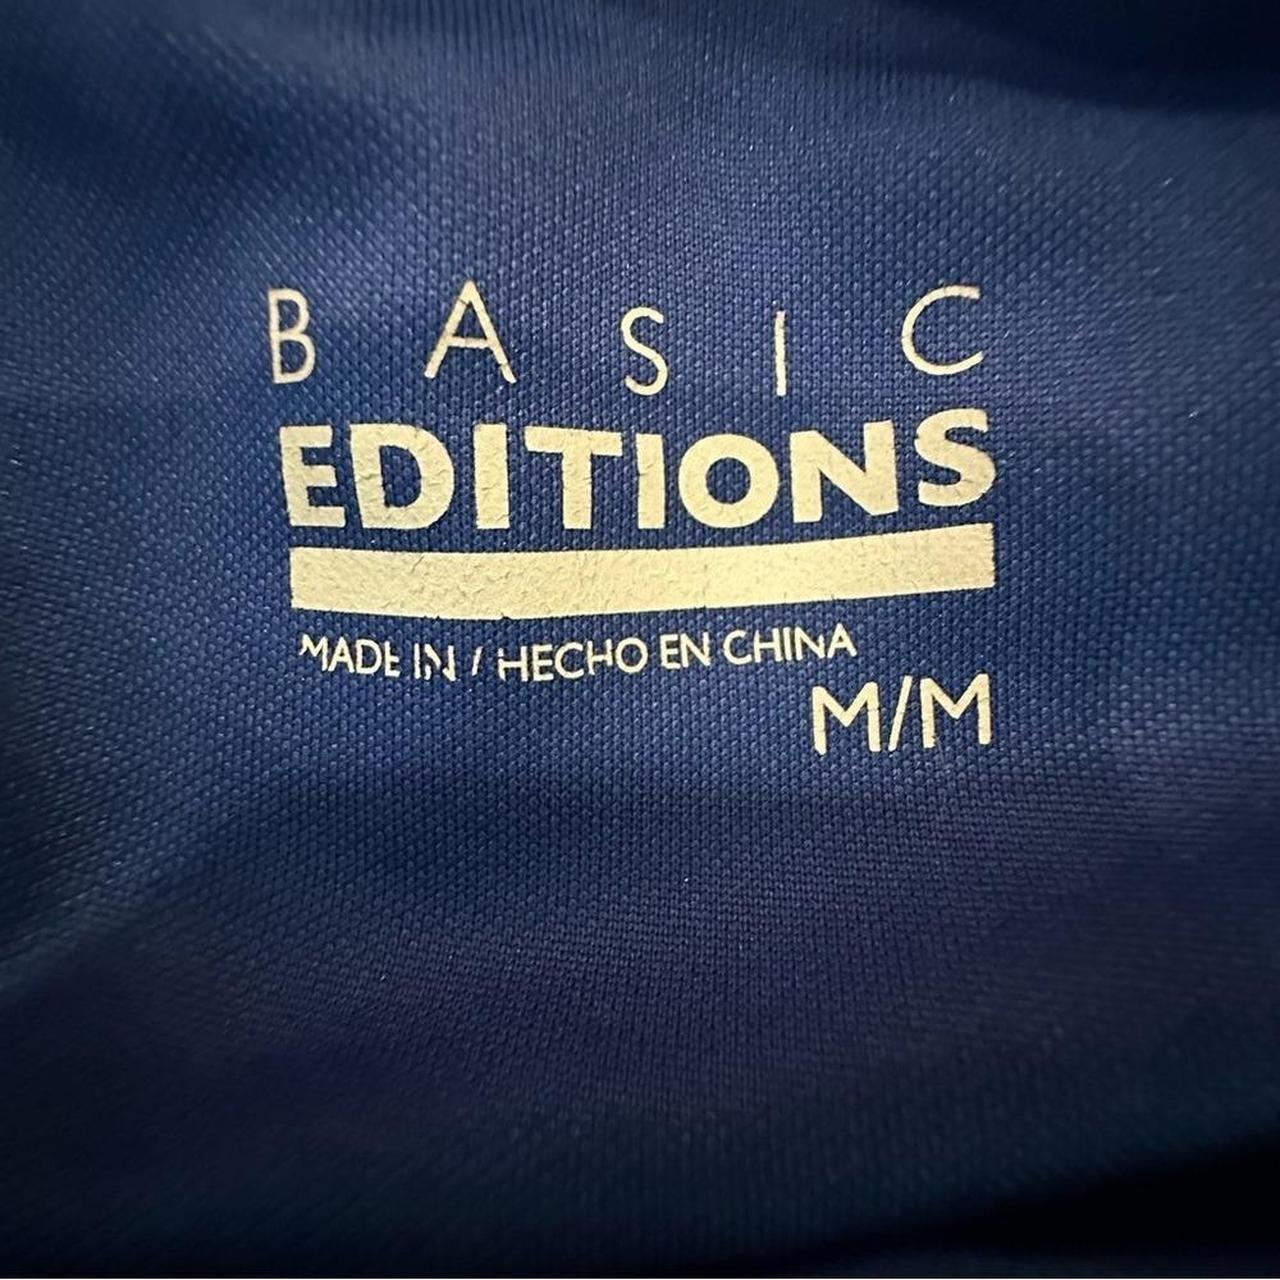 BASIC
EDITIONS
MADE IN / HECHO EN CHINA
M/M